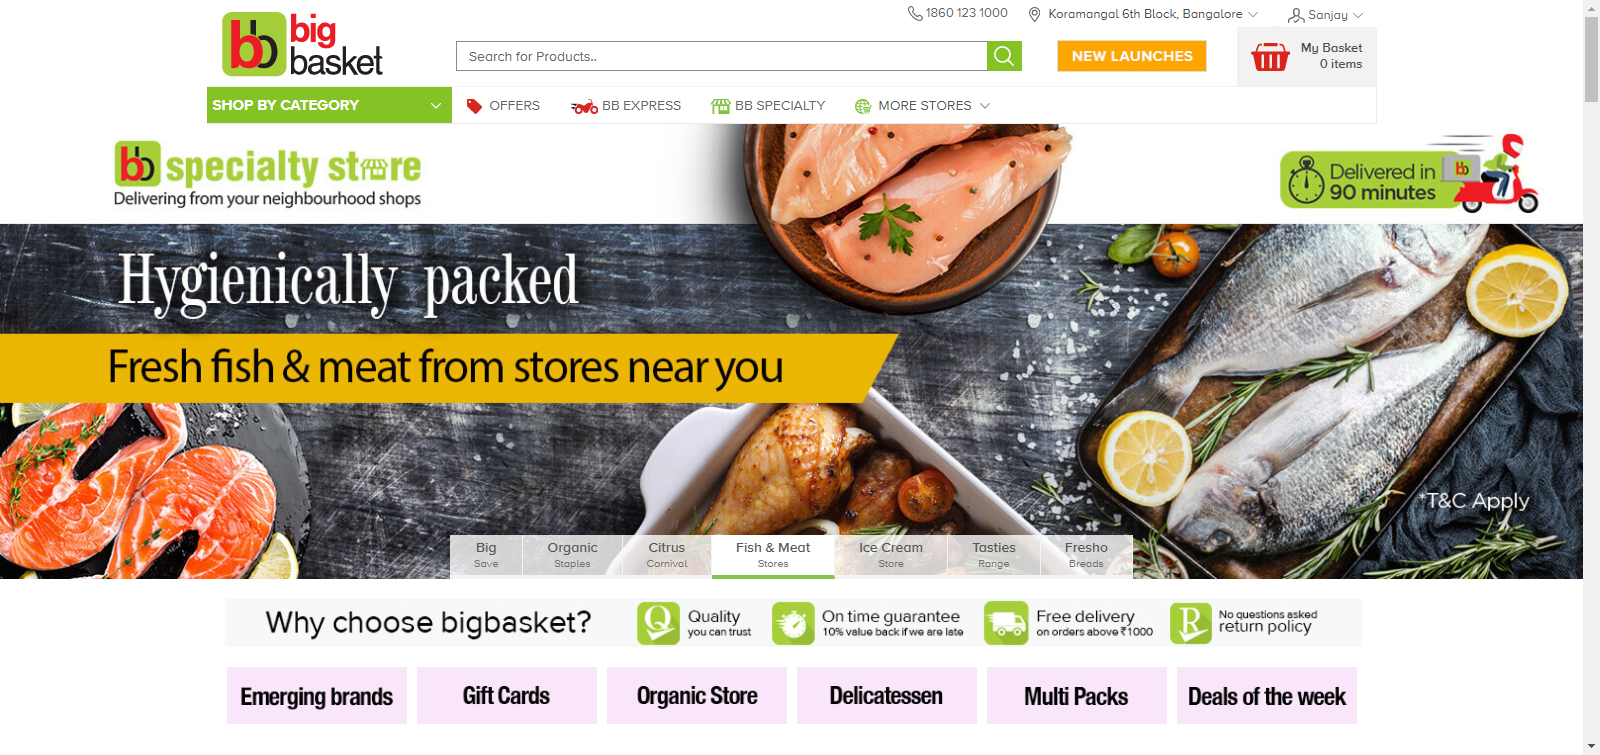 1860 123 1000
Koramangal 6th Block, Bangalore
Sanjay
bb big
basket
Search for Products..
NEW LAUNCHES
My Basket
0 items
SHOP BY CATEGORY
OFFERS
BB EXPRESS
BB SPECIALTY
MORE STORES
bb specialty store
Delivering from your neighbourhood shops
Delivered in
90 minutes
bb
Hygienically packed
Fresh fish & meat from stores near you
*T&C Apply
Big
Save
Organic
Staples
Citrus
Cornival
Fish & Meat
Stores
Ice Cream
Store
Tasties
Range
Fresho
Breads
Why choose bigbasket?
Q
Quality
you can trust
On time guarantee
10% value back if we are late
Free delivery
on orders above ₹1000
R
No questions asked
return policy
Emerging brands
Gift Cards
Organic Store
Delicatessen
Multi Packs
Deals of the week